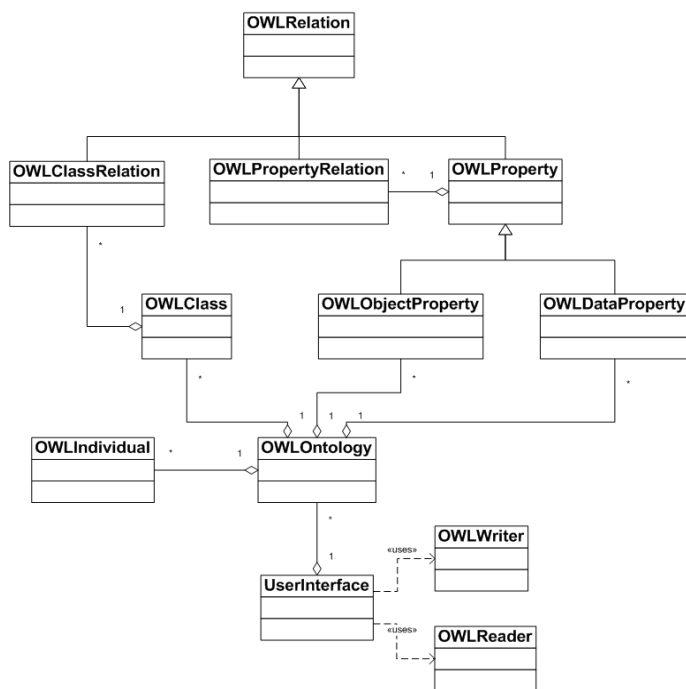 OWLRelation
OWLClassRelation
OWLPropertyRelation
* 1
OWLProperty
*
1
OWLClass
OWLObjectProperty
OWLDataProperty
* * *
1 1 1
OWLIndividual
* 1
OWLOntology
*
1
UserInterface
«uses»
OWLWriter
«uses»
OWLReader